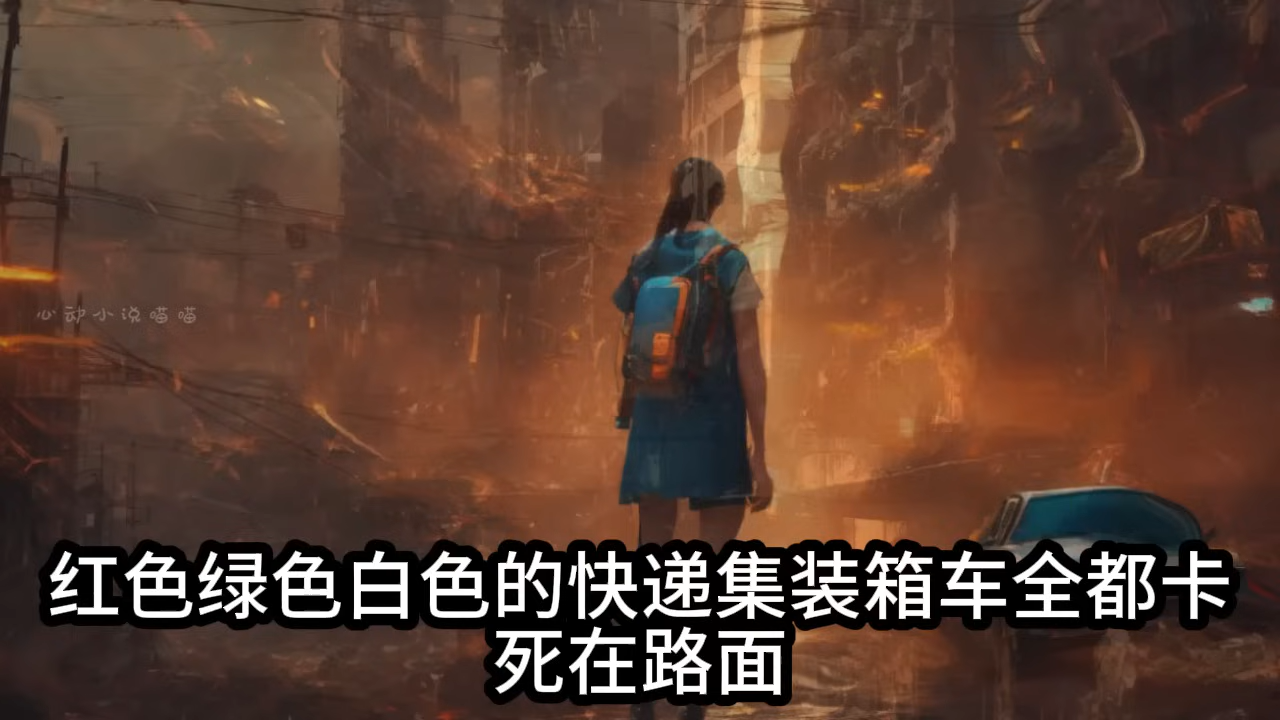 心动小说喵喵
红色绿色白色的快递集装箱车全都卡
死在路面